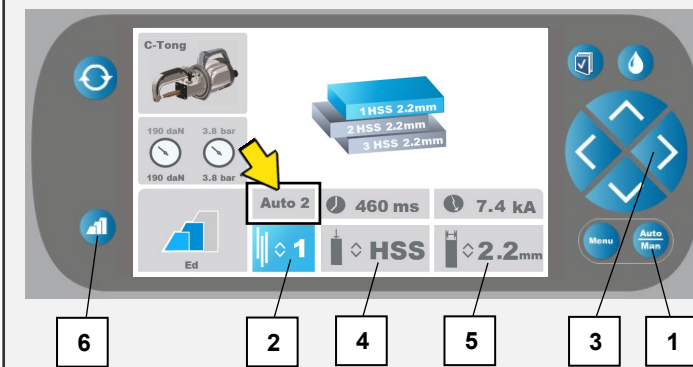 C-Tong
1 HSS 2.2mm
2 HSS 2.2mm
3 HSS 2.2mm
190 daN 3.8 bar
190 daN 3.8 bar
Auto 2 460 ms 7.4 kA
Ed 1 HSS 2.2mm
Menu Auto
Man
6 2 4 5 3 1